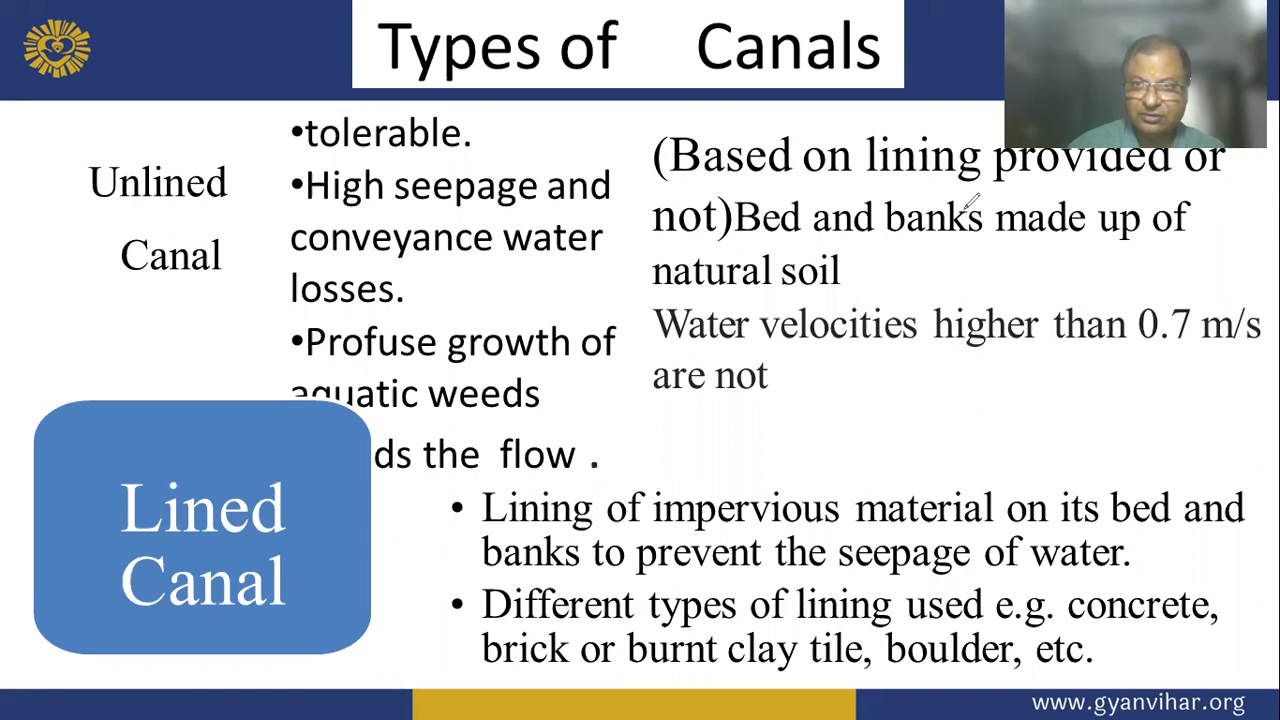 Types of Canals
Unlined
Canal
•tolerable.
•High seepage and
conveyance water
losses.
•Profuse growth of
aquatic weeds
ds the flow .
(Based on lining provided or
not)Bed and banks made up of
natural soil
Water velocities higher than 0.7 m/s
are not
Lined
Canal
• Lining of impervious material on its bed and
banks to prevent the seepage of water.
• Different types of lining used e.g. concrete,
brick or burnt clay tile, boulder, etc.
www.gyanvihar.org